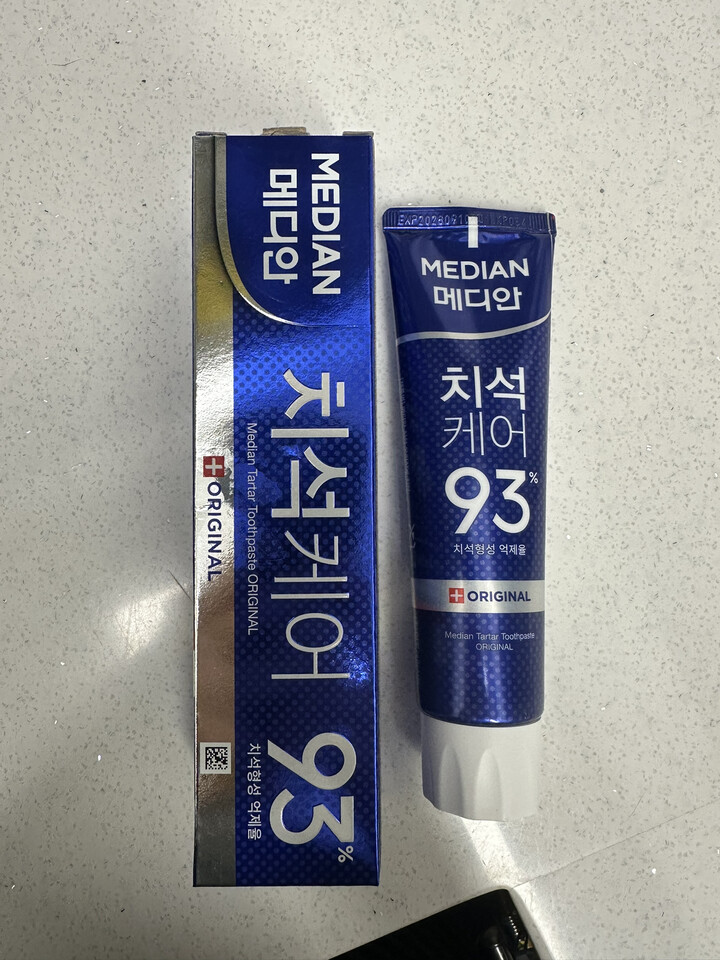 MEDIAN
메디안
치석케어
Median Tartar Toothpaste ORIGINAL
ORIGINAL
93%
치석형성 억제율
EXP20280910
MEDIAN
메디안
치석
케어
93%
치석형성 억제율
ORIGINAL
Median Tartar Toothpaste
ORIGINAL